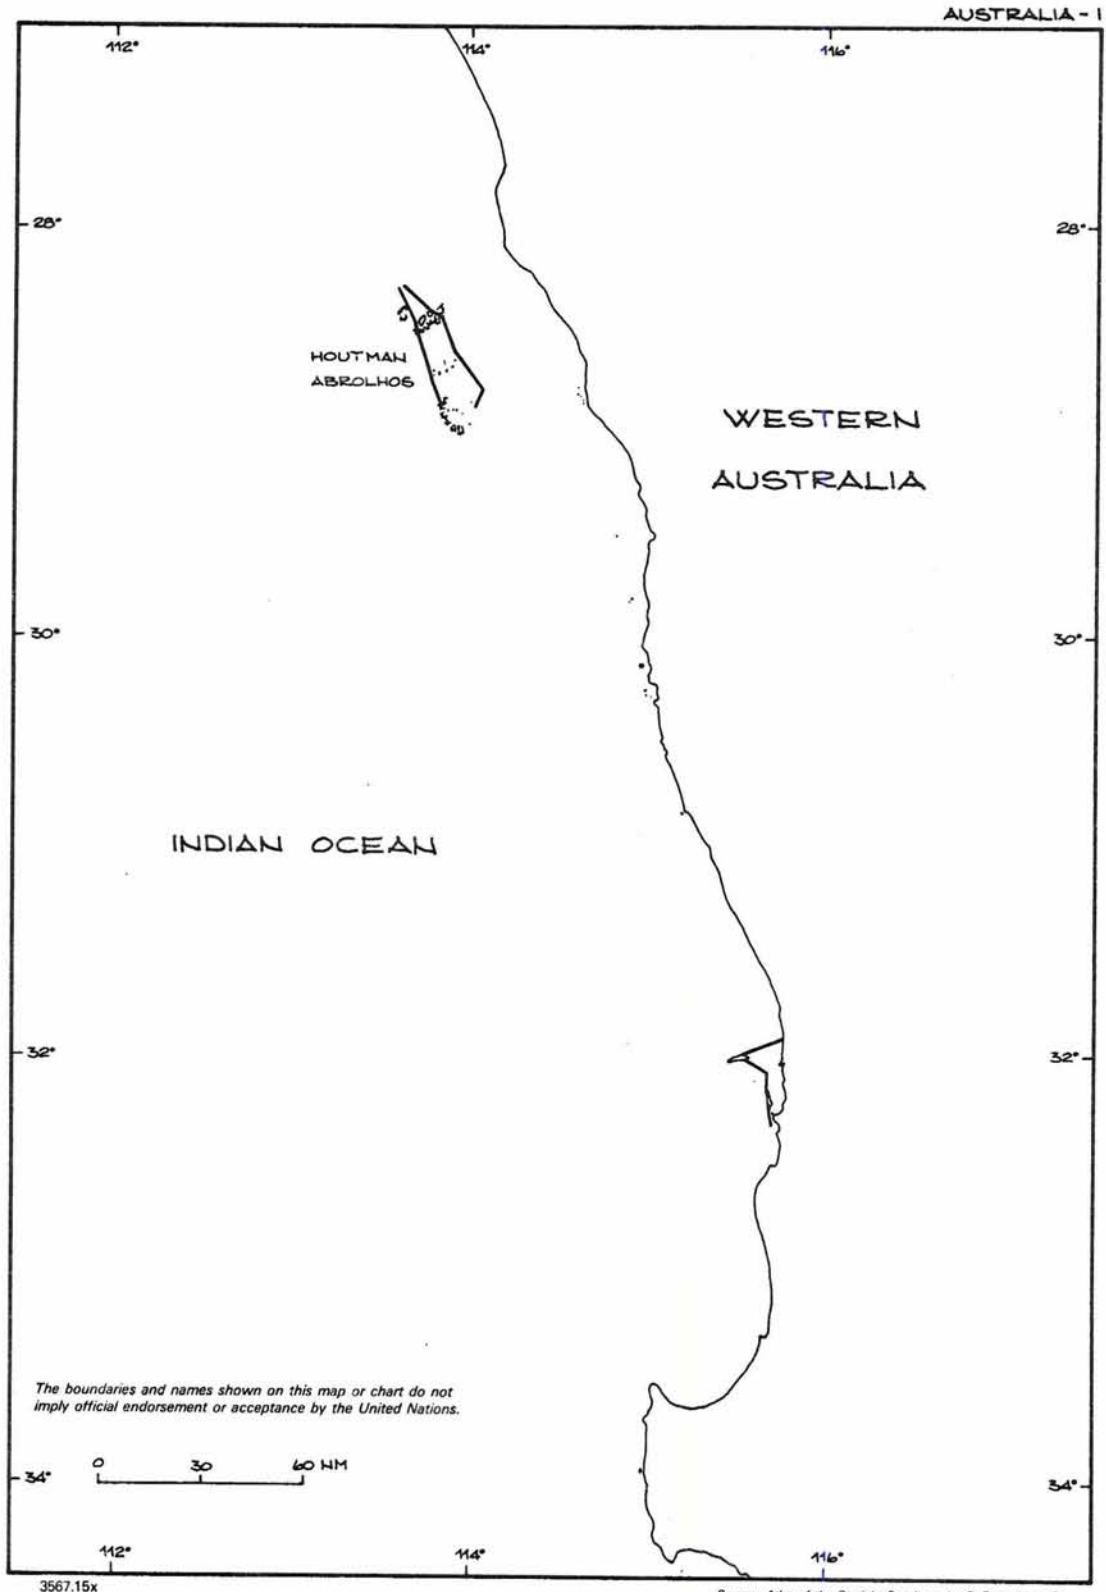 AUSTRALIA - 1
112° 114° 116°
28° 28°
HOUTMAN
ABROLHOS
WESTERN
AUSTRALIA
30° 30°
INDIAN OCEAN
32° 32°
The boundaries and names shown on this map or chart do not
imply official endorsement or acceptance by the United Nations.
0 30 60 NM
34° 34°
112° 114° 116°
3567.15x